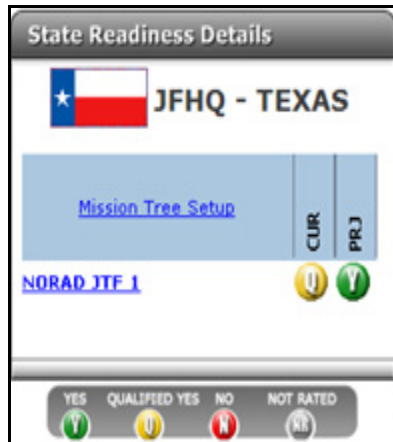 State Readiness Details
JFHQ - TEXAS
Mission Tree Setup CUR PRJ
NORAD JTF 1 Q Y
YES QUALIFIED YES NO NOT RATED
Y Q N NR